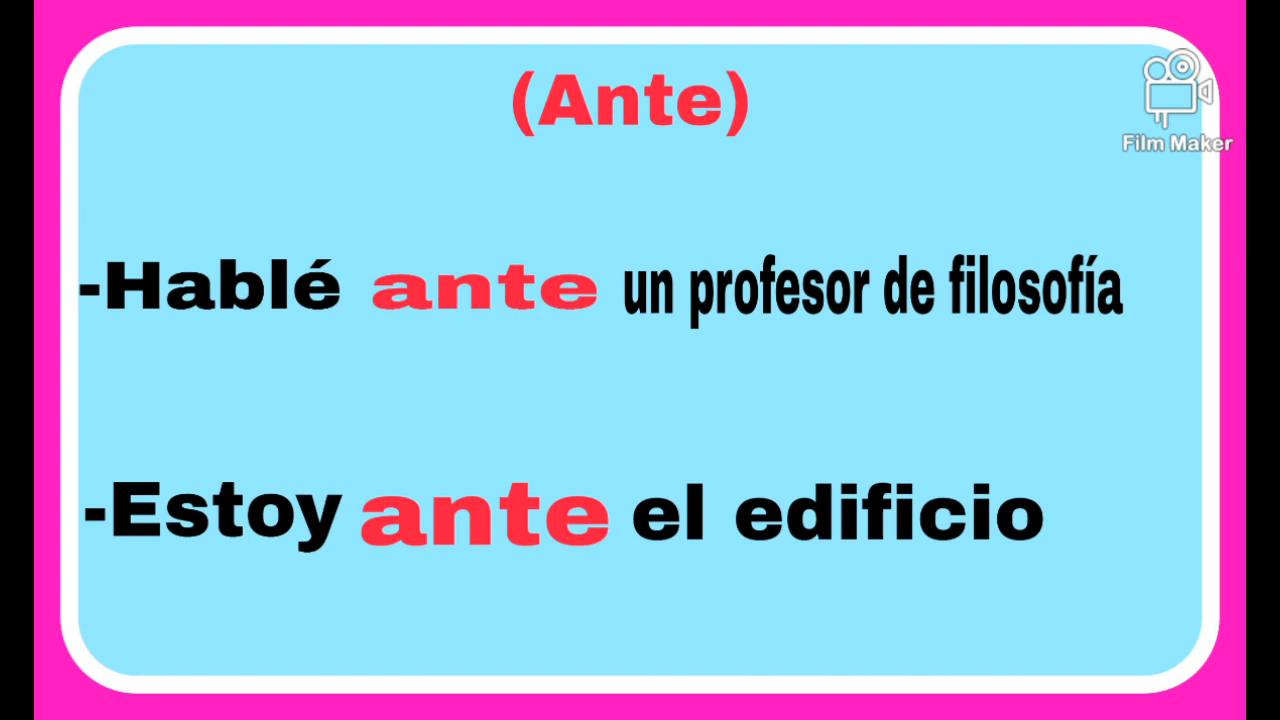 (Ante)
Film Maker
-Hablé ante un profesor de filosofía
-Estoy ante el edificio